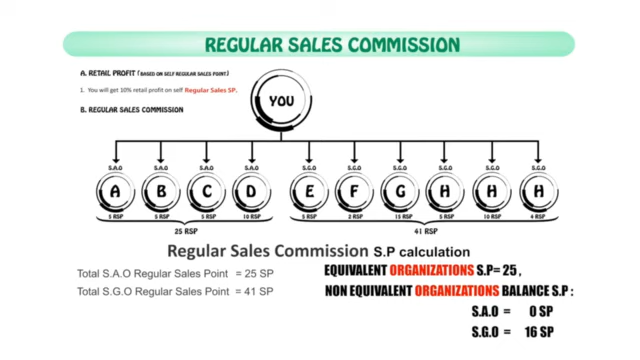 REGULAR SALES COMMISSION
A. RETAIL PROFIT (BASED ON SELF REGULAR SALES POINT)
1. You will get 10% retail profit on self Regular Sales SP.
B. REGULAR SALES COMMISSION
YOU
S.A.O S.A.O S.A.O S.A.O S.G.O S.G.O S.G.O S.G.O S.G.O S.G.O
A B C D E F G H H H
5 RSP 5 RSP 5 RSP 10 RSP 5 RSP 2 RSP 15 RSP 5 RSP 10 RSP 4 RSP
25 RSP 41 RSP
Regular Sales Commission S.P calculation
Total S.A.O Regular Sales Point = 25 SP
Total S.G.O Regular Sales Point = 41 SP
EQUIVALENT ORGANIZATIONS S.P= 25 ,
NON EQUIVALENT ORGANIZATIONS BALANCE S.P :
S.A.O = 0 SP
S.G.O = 16 SP